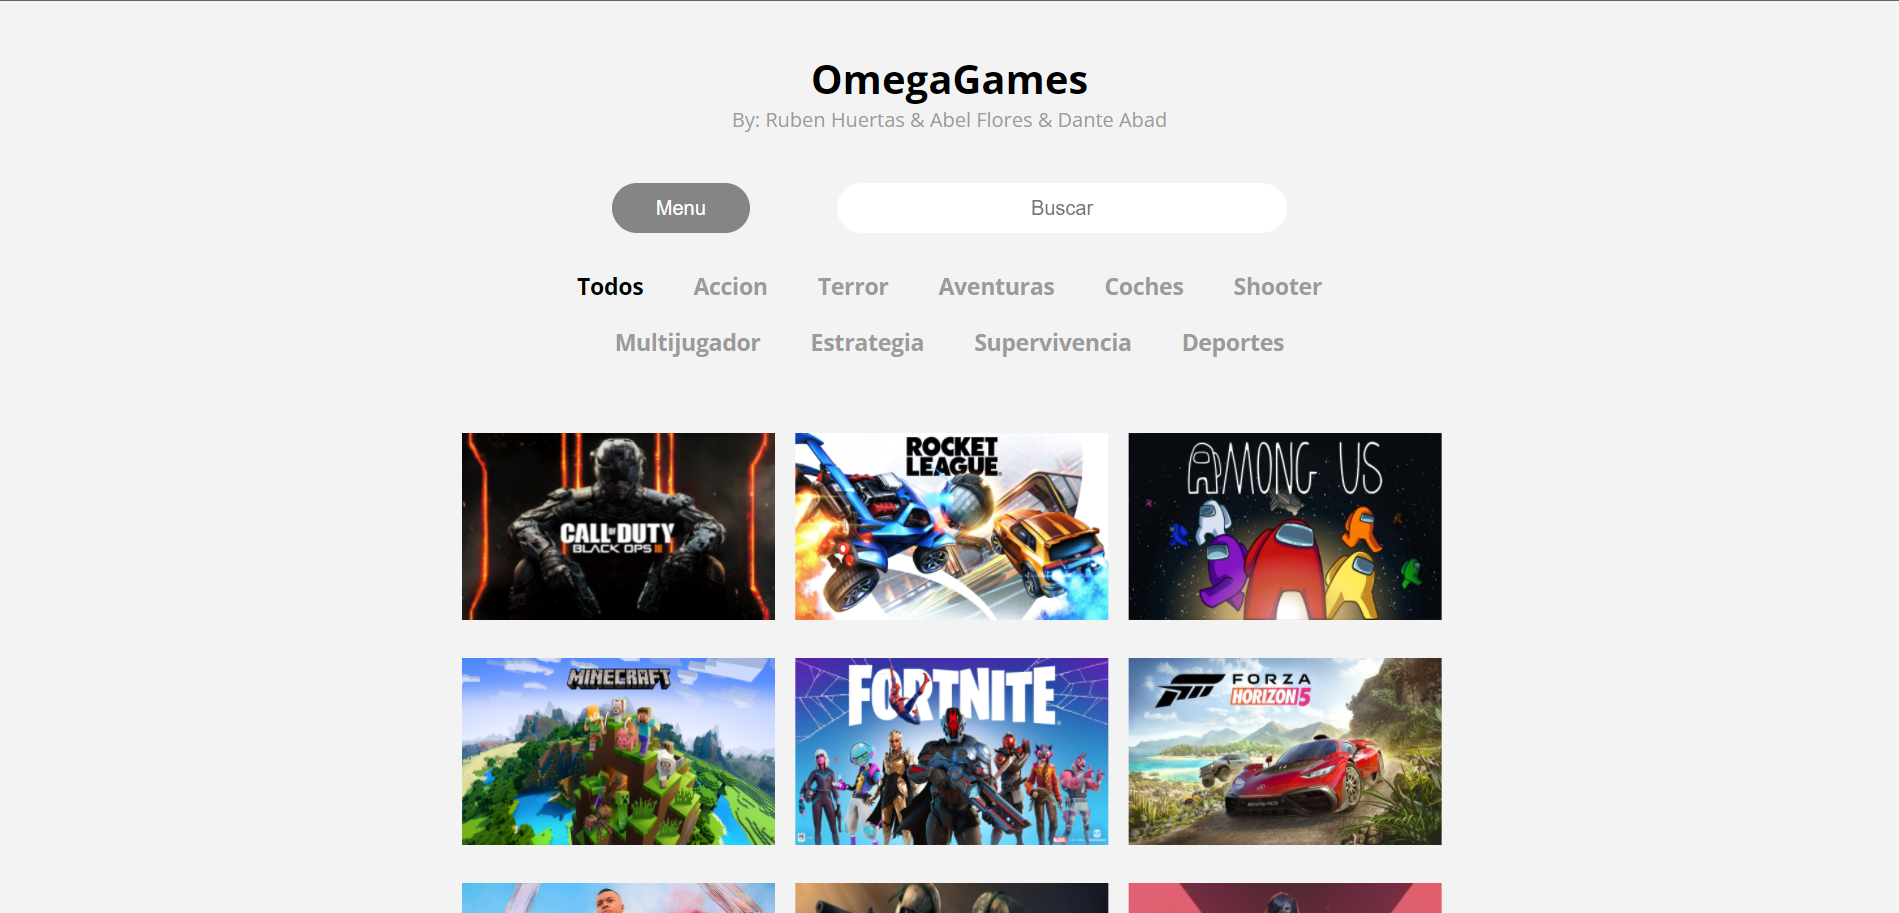 OmegaGames
By: Ruben Huertas & Abel Flores & Dante Abad
Menu
Buscar
Todos Accion Terror Aventuras Coches Shooter
Multijugador Estrategia Supervivencia Deportes
CALL OF DUTY
BLACK OPS III
ROCKET
LEAGUE
AMONG US
MINECRAFT
FORTNITE
FORZA
HORIZON 5